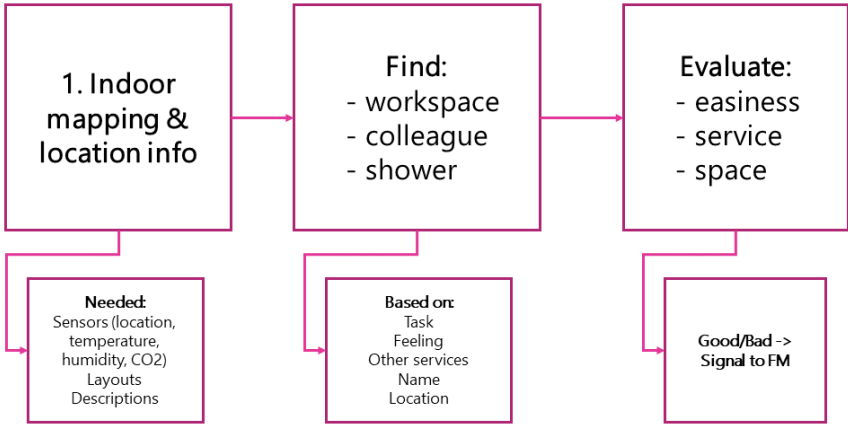 1. Indoor
mapping &
location info
Find:
- workspace
- colleague
- shower
Evaluate:
- easiness
- service
- space
Needed:
Sensors (location,
temperature,
humidity, CO2)
Layouts
Descriptions
Based on:
Task
Feeling
Other services
Name
Location
Good/Bad ->
Signal to FM